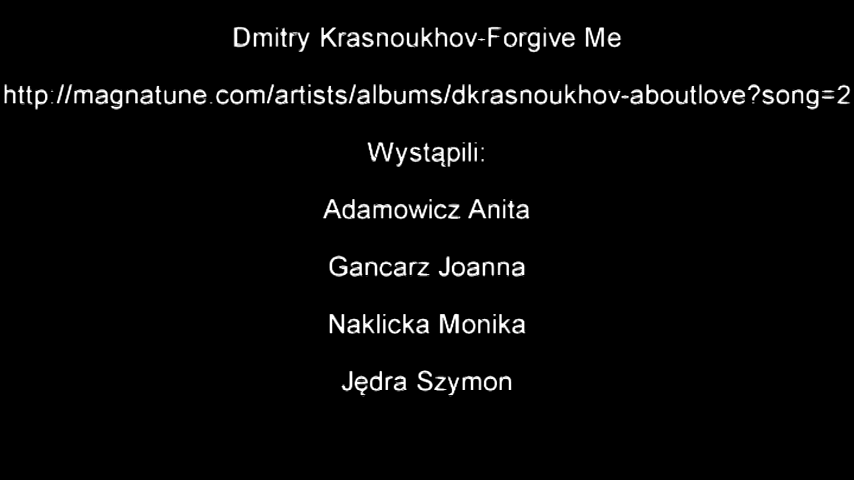 Dmitry Krasnoukhov-Forgive Me
http://magnatune.com/artists/albums/dkrasnoukhov-aboutlove?song=2
Wystąpili:
Adamowicz Anita
Gancarz Joanna
Naklicka Monika
Jędra Szymon